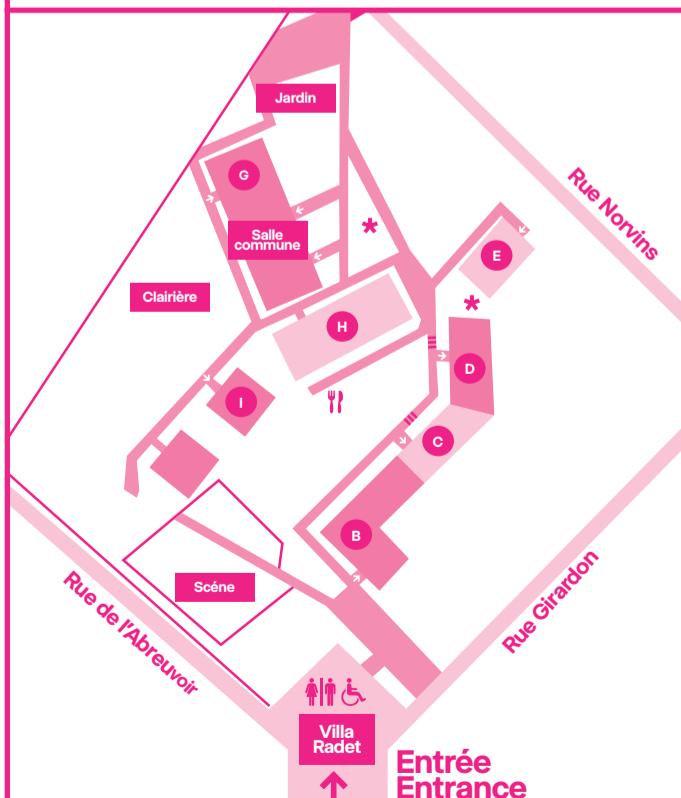 Jardin
G
Rue Norvins
Salle
commune
E
Clairière
H
D
I
C
B
Scéne
Rue de l'Abreuvoir
Rue Girardon
Villa
Radet
Entrée
Entrance